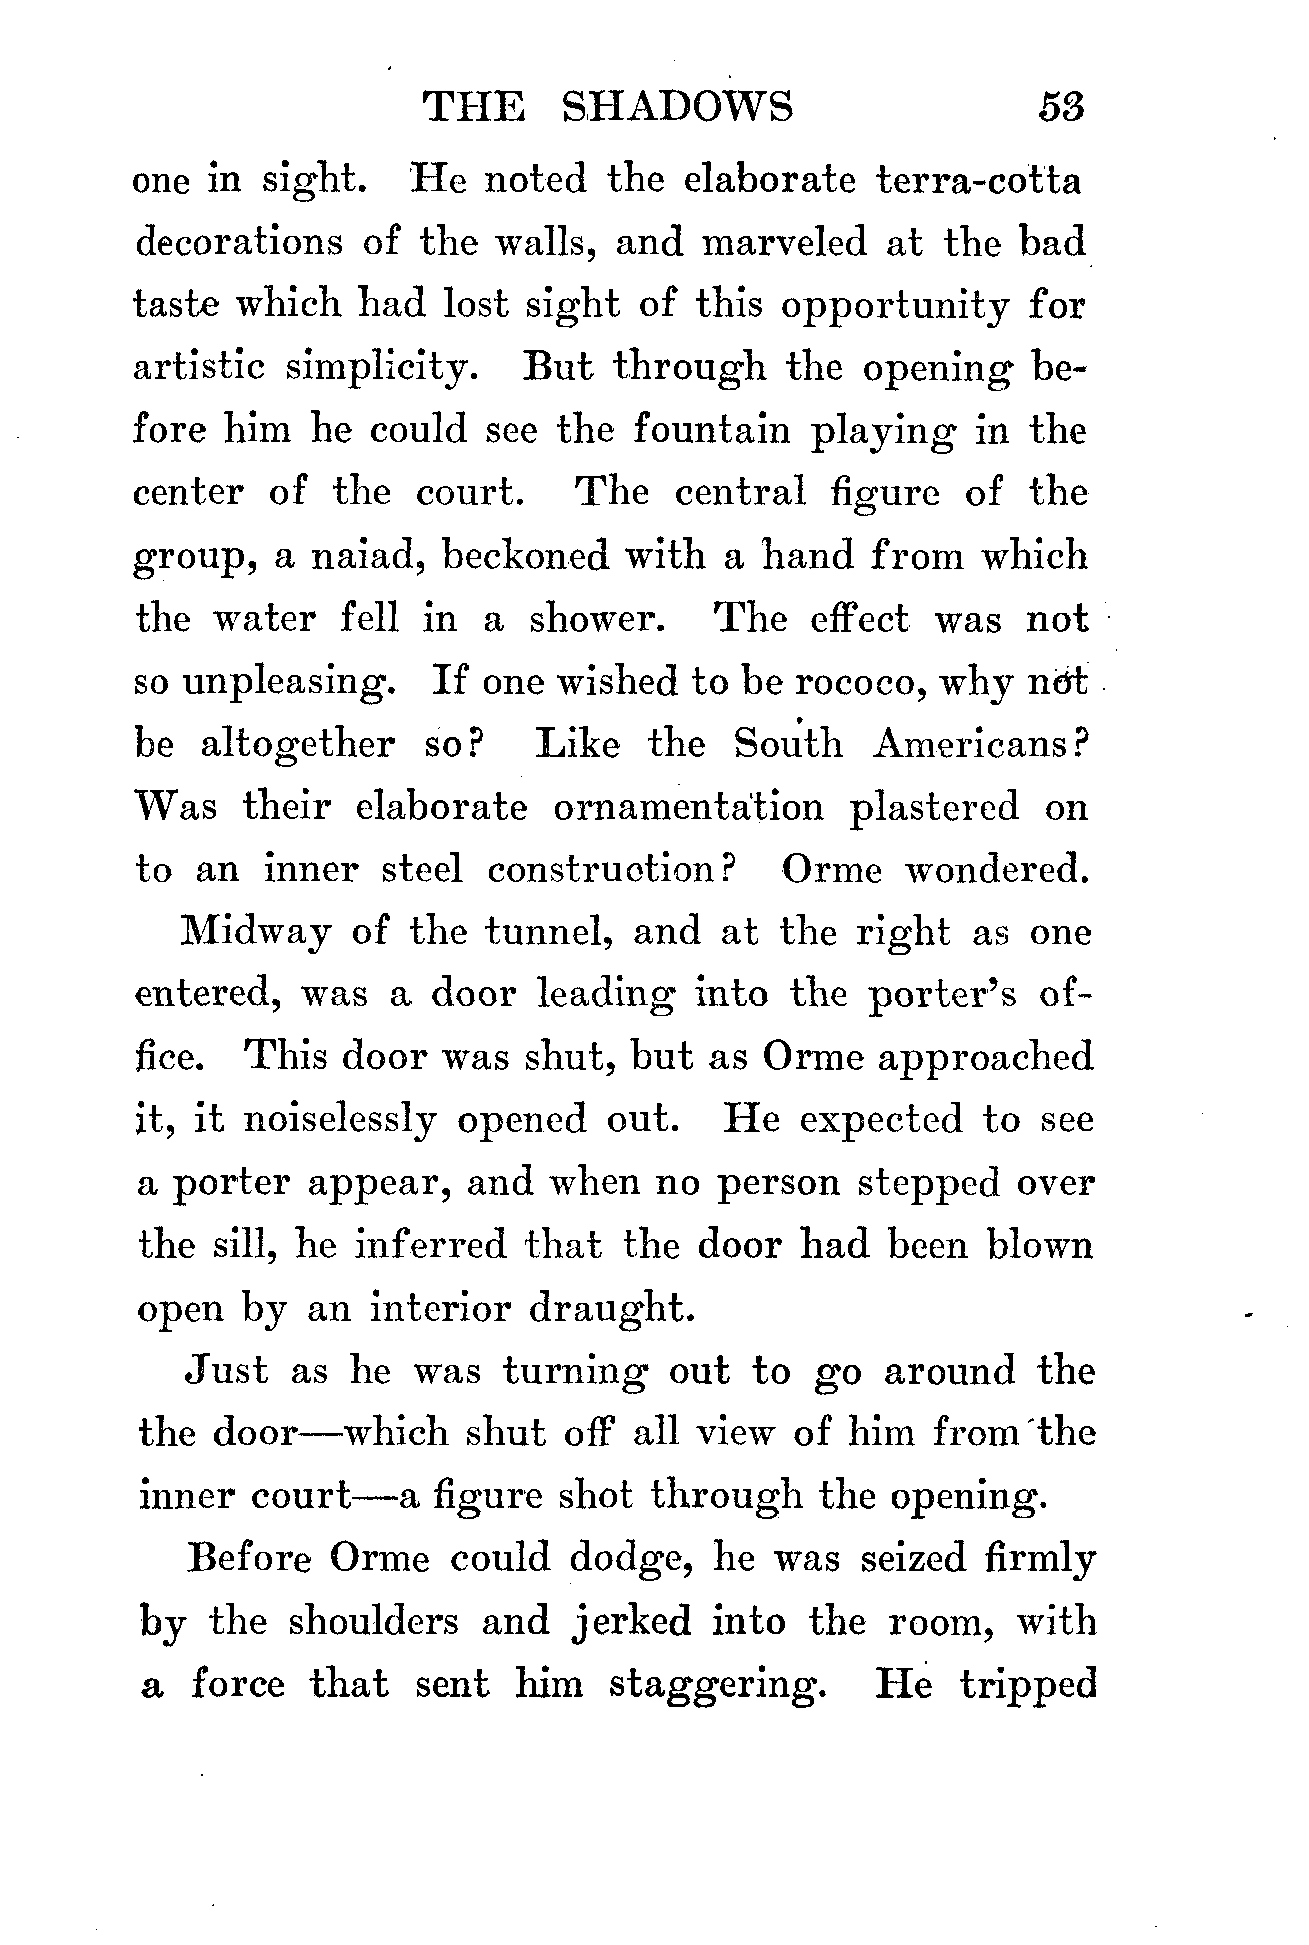 THE SHADOWS 53
one in sight. He noted the elaborate terra-cotta
decorations of the walls, and marveled at the bad
taste which had lost sight of this opportunity for
artistic simplicity. But through the opening be-
fore him he could see the fountain playing in the
center of the court. The central figure of the
group, a naiad, beckoned with a hand from which
the water fell in a shower. The effect was not
so unpleasing. If one wished to be rococo, why not
be altogether so? Like the South Americans?
Was their elaborate ornamentation plastered on
to an inner steel construction? Orme wondered.
Midway of the tunnel, and at the right as one
entered, was a door leading into the porter's of-
fice. This door was shut, but as Orme approached
it, it noiselessly opened out. He expected to see
a porter appear, and when no person stepped over
the sill, he inferred that the door had been blown
open by an interior draught.
Just as he was turning out to go around the
the door—which shut off all view of him from the
inner court—a figure shot through the opening.
Before Orme could dodge, he was seized firmly
by the shoulders and jerked into the room, with
a force that sent him staggering. He tripped